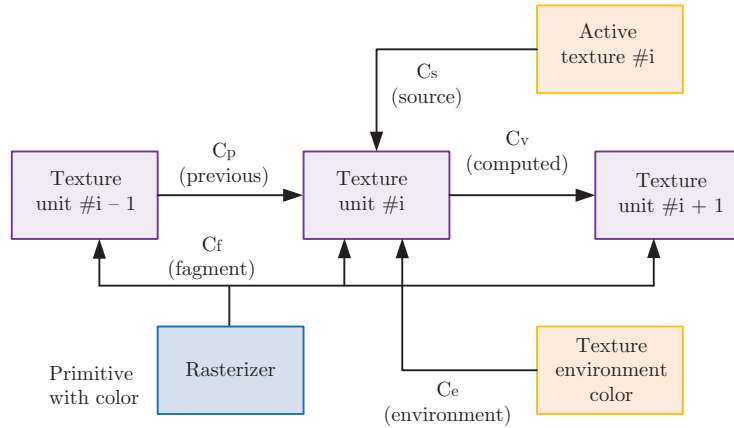 Active
texture #i
Cs
(source)
Cp
(previous)
Cv
(computed)
Texture
unit #i – 1
Texture
unit #i
Texture
unit #i + 1
Cf
(fagment)
Primitive
with color
Rasterizer
Texture
environment
color
Ce
(environment)